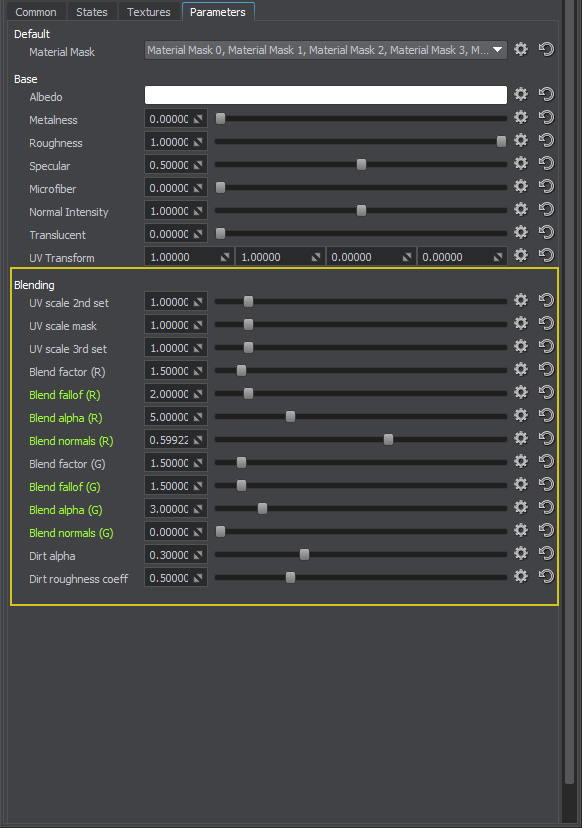 Common States Textures Parameters
Default
Material Mask Material Mask 0, Material Mask 1, Material Mask 2, Material Mask 3, M...
Base
Albedo
Metalness 0.00000
Roughness 1.00000
Specular 0.50000
Microfiber 0.00000
Normal Intensity 1.00000
Translucent 0.00000
UV Transform 1.00000 1.00000 0.00000 0.00000
Blending
UV scale 2nd set 1.00000
UV scale mask 1.00000
UV scale 3rd set 1.00000
Blend factor (R) 1.50000
Blend fallof (R) 2.00000
Blend alpha (R) 5.00000
Blend normals (R) 0.59922
Blend factor (G) 1.50000
Blend fallof (G) 1.50000
Blend alpha (G) 3.00000
Blend normals (G) 0.00000
Dirt alpha 0.30000
Dirt roughness coeff 0.50000